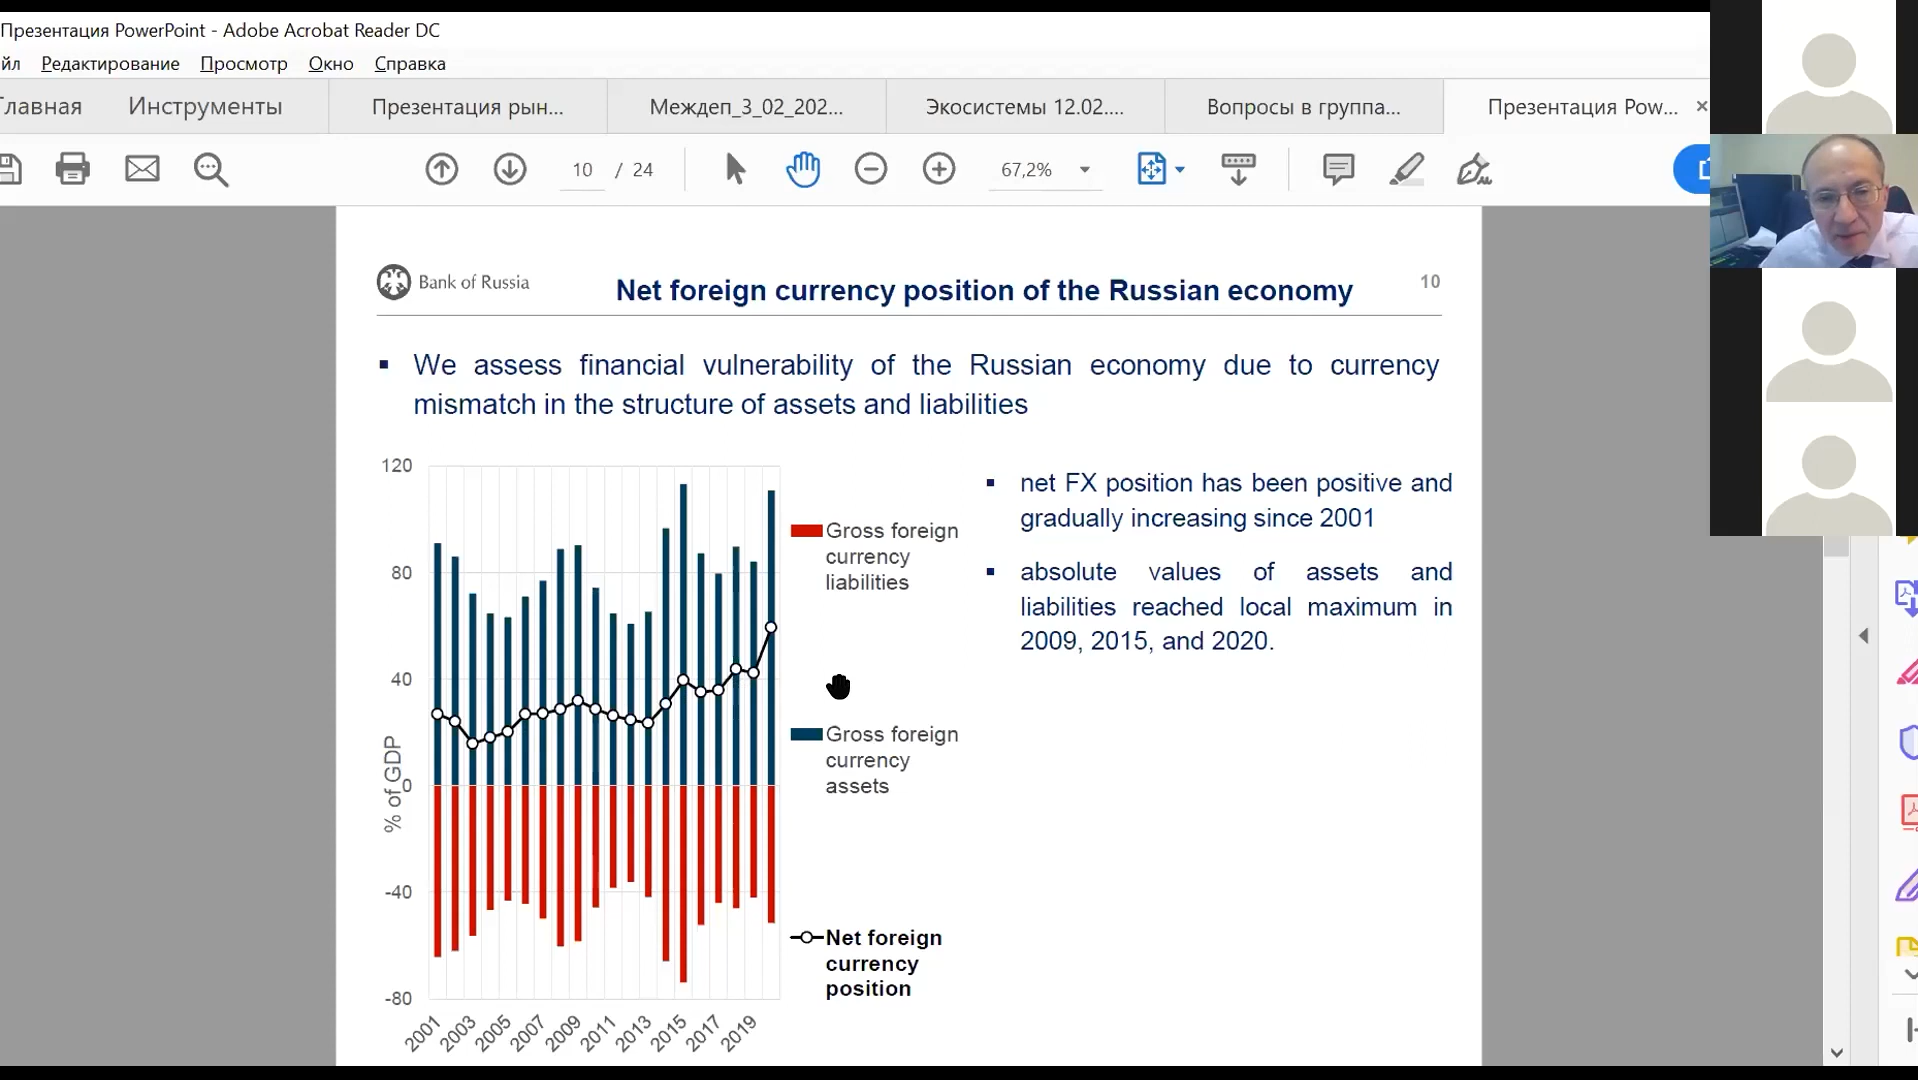 Презентация PowerPoint - Adobe Acrobat Reader DC
йл Редактирование Просмотр Окно Справка
Главная Инструменты Презентация рын... Междеп_3_02_202... Экосистемы 12.02.... Вопросы в группа... Презентация Pow... ×
10 / 24 67,2%
Bank of Russia
Net foreign currency position of the Russian economy
10
▪ We assess financial vulnerability of the Russian economy due to currency
mismatch in the structure of assets and liabilities
120
80
40
0
-40
-80
% of GDP
2001 2003 2005 2007 2009 2011 2013 2015 2017 2019
Gross foreign
currency
liabilities
Gross foreign
currency
assets
Net foreign
currency
position
▪ net FX position has been positive and
gradually increasing since 2001
▪ absolute values of assets and
liabilities reached local maximum in
2009, 2015, and 2020.